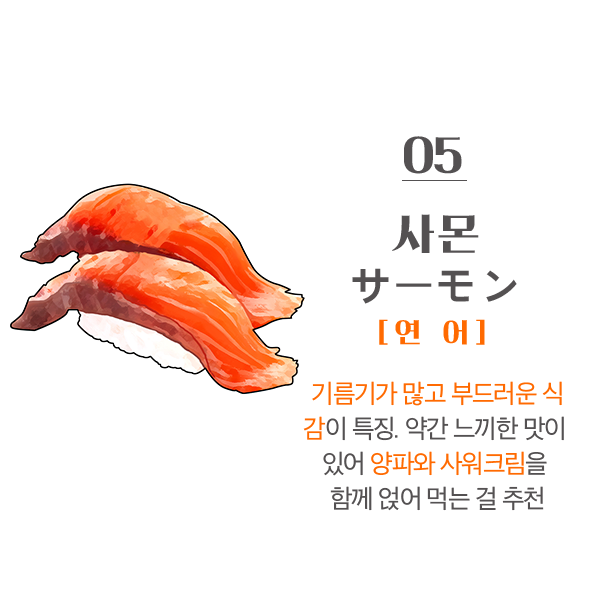 05
사몬
サーモン
[연 어]
기름기가 많고 부드러운 식
감이 특징. 약간 느끼한 맛이
있어 양파와 사워크림을
함께 얹어 먹는 걸 추천